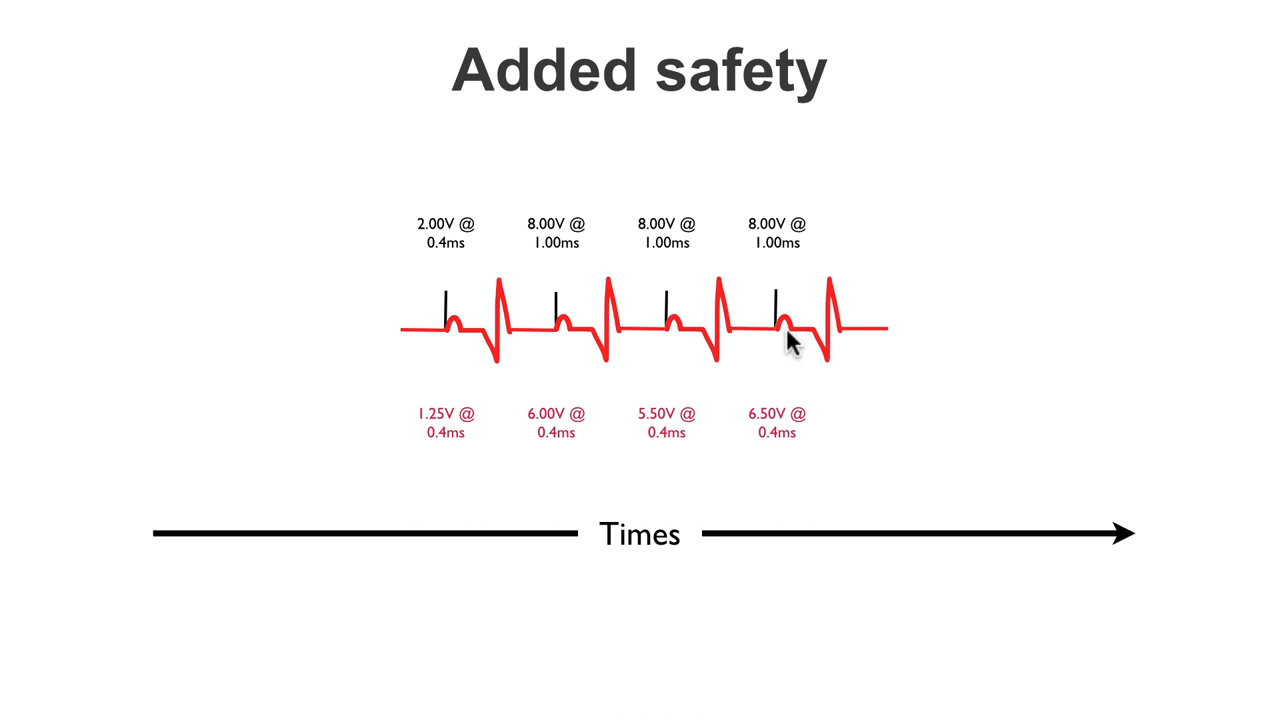 Added safety
2.00V @
0.4ms
8.00V @
1.00ms
8.00V @
1.00ms
8.00V @
1.00ms
1.25V @
0.4ms
6.00V @
0.4ms
5.50V @
0.4ms
6.50V @
0.4ms
Times